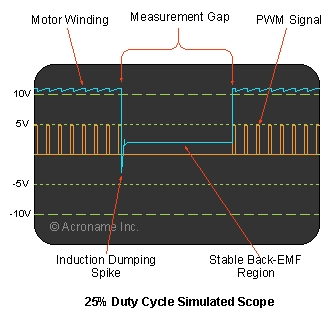 Motor Winding
Measurement Gap
PWM Signal
10V
5V
-5V
-10V
© Acroname Inc.
Induction Dumping
Spike
Stable Back-EMF
Region
25% Duty Cycle Simulated Scope